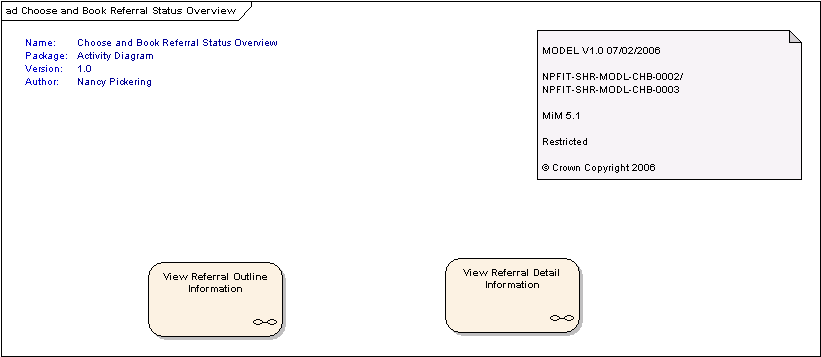 ad Choose and Book Referral Status Overview
Name: Choose and Book Referral Status Overview
Package: Activity Diagram
Version: 1.0
Author: Nancy Pickering
MODEL V1.0 07/02/2006
NPFIT-SHR-MODL-CHB-0002/
NPFIT-SHR-MODL-CHB-0003
MiM 5.1
Restricted
© Crown Copyright 2006
View Referral Outline
Information
View Referral Detail
Information